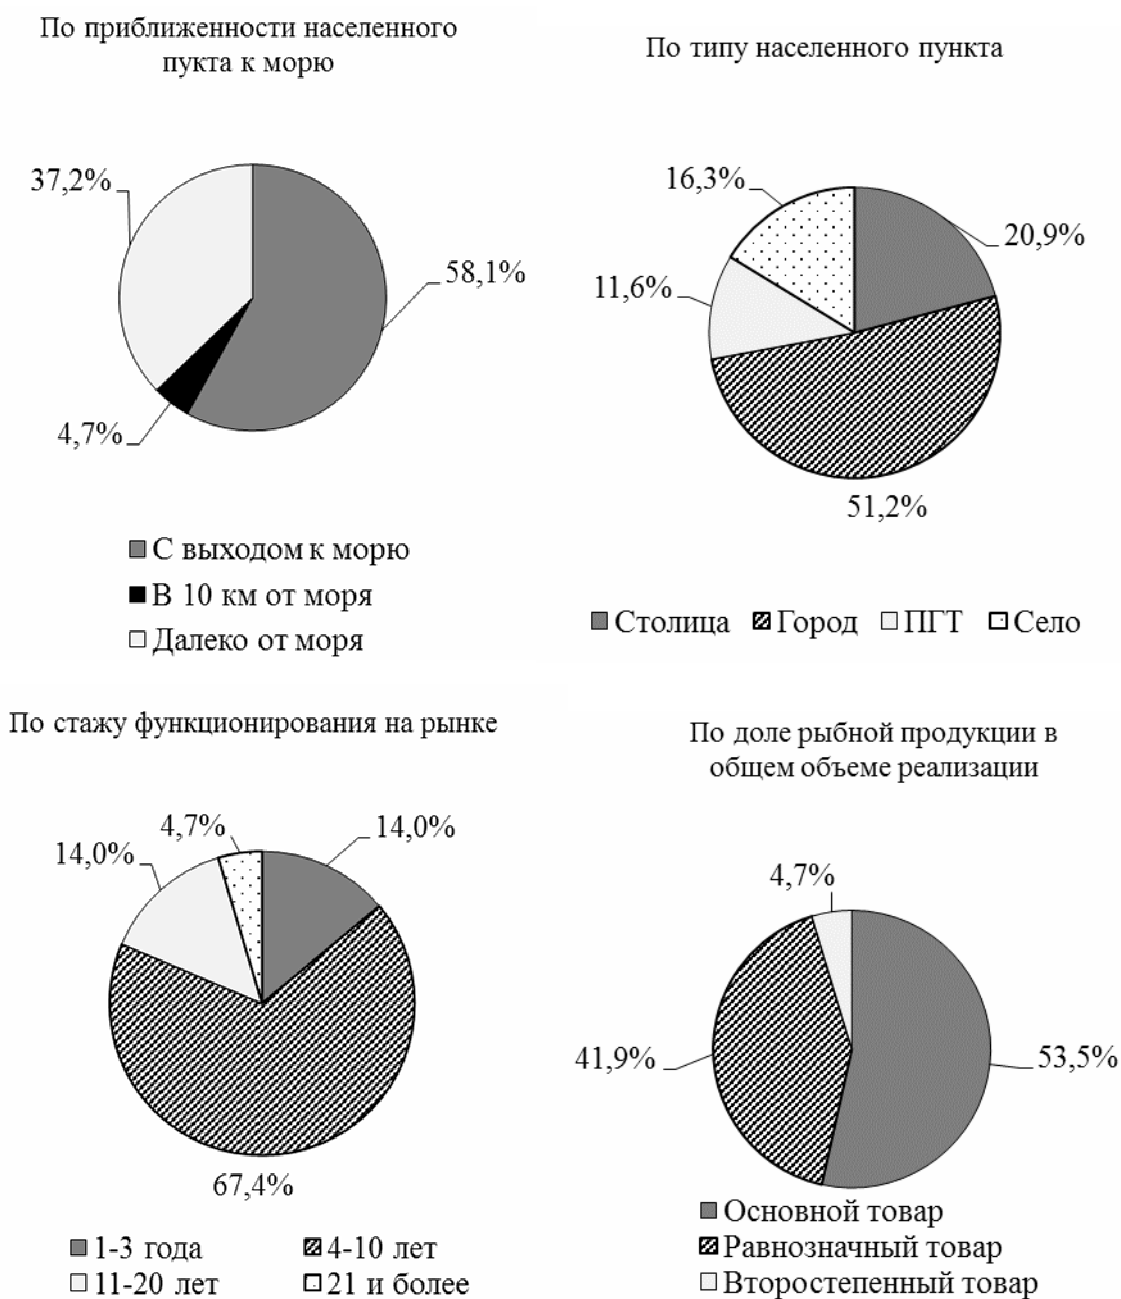 По приближенности населенного
пукта к морю
37,2%
58,1%
4,7%
С выходом к морю
В 10 км от моря
Далеко от моря
По типу населенного пункта
16,3%
20,9%
11,6%
51,2%
Столица Город ПГТ Село
По стажу функционирования на рынке
4,7%
14,0%
14,0%
67,4%
1-3 года 4-10 лет
11-20 лет 21 и более
По доле рыбной продукции в
общем объеме реализации
4,7%
41,9%
53,5%
Основной товар
Равнозначный товар
Второстепенный товар